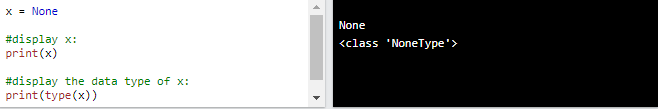 x = None
#display x:
print(x)
#display the data type of x:
print(type(x))
None
<class 'NoneType'>